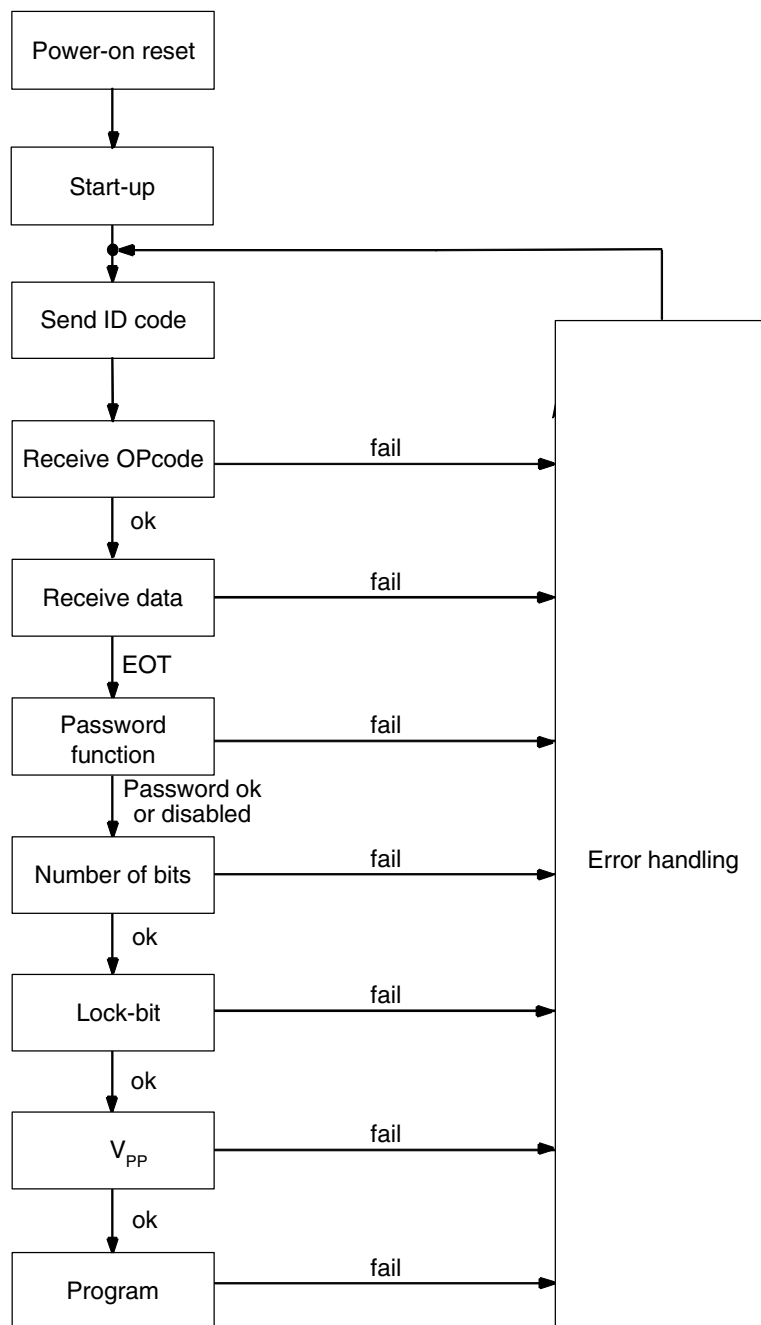 Power-on reset
Start-up
Send ID code
Receive OPcode
fail
ok
Receive data
fail
EOT
Password
function
fail
Password ok
or disabled
Number of bits
fail
Error handling
ok
Lock-bit
fail
ok
VPP
fail
ok
Program
fail